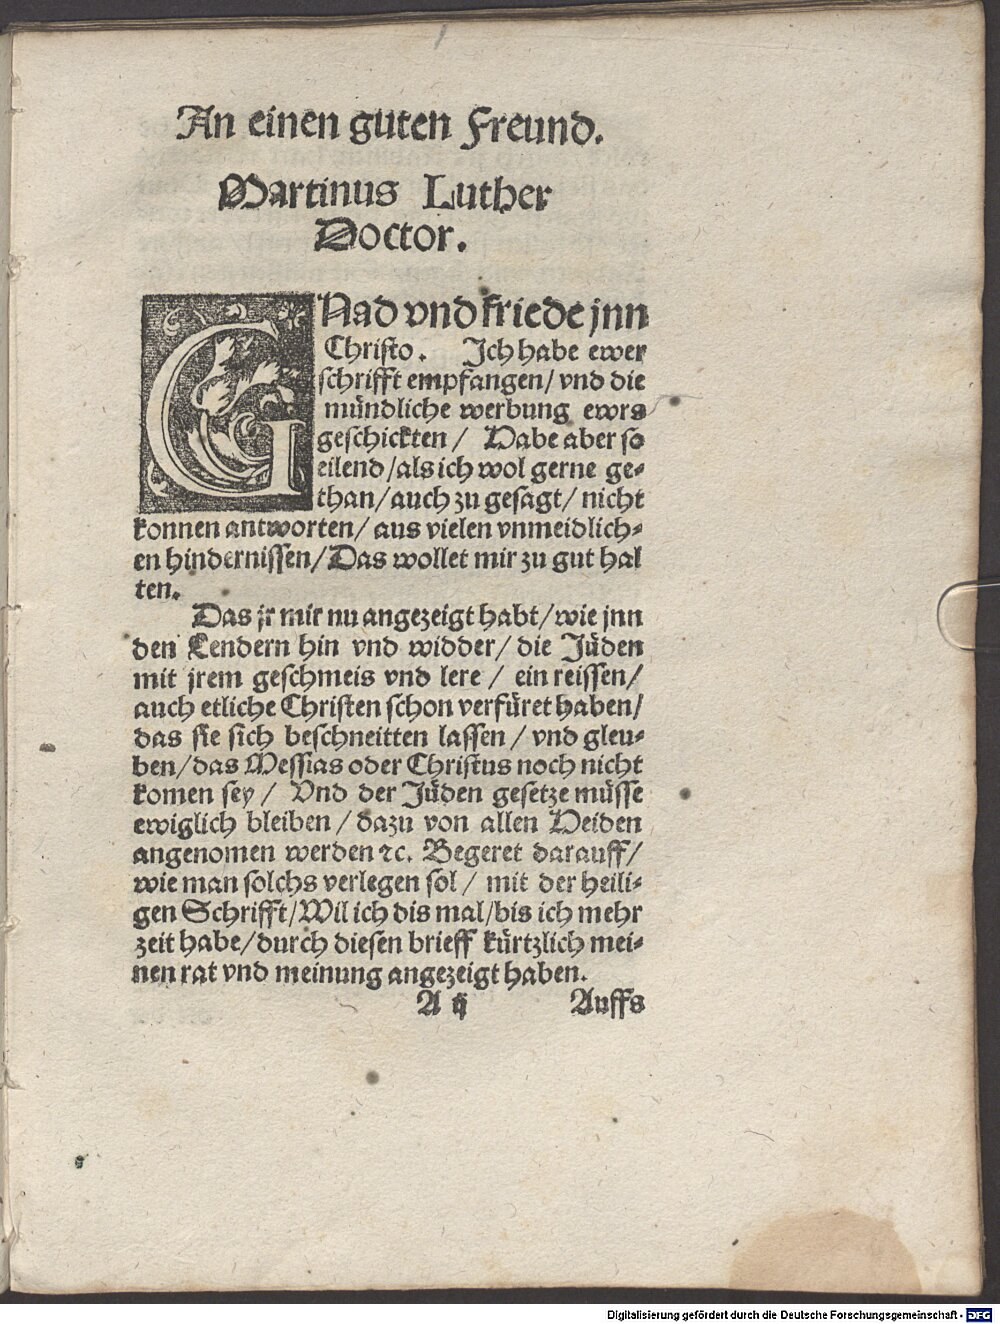 An einen guten Freund.
Martinus Luther
Doctor.
GNad vnd friede jnn
Christo. Ich habe ewer
schrifft empfangen/ vnd die
mündliche werbung ewrs
geschickten/ Habe aber so
eilend/als ich wol gerne ge⸗
than/auch zu gesagt/ nicht
konnen antworten/ aus vielen vnmeidlich⸗
en hindernissen/Das wollet mir zu gut hal
ten.
Das jr mir nu angezeigt habt/wie jnn
den Lendern hin vnd widder/ die Jüden
mit jrem geschmeis vnd lere/ ein reissen/
auch etliche Christen schon verfüret haben/
das sie sich beschneitten lassen/ vnd gleu⸗
ben/das Messias oder Christus noch nicht
komen sey/ Vnd der Jüden gesetze müsse
ewiglich bleiben/ dazu von allen Heiden
angenomen werden ꝛc. Begeret darauff/
wie man solchs verlegen sol/ mit der heili⸗
gen Schrifft/Wil ich dis mal/bis ich mehr
zeit habe/durch diesen brieff kürtzlich mei⸗
nen rat vnd meinung angezeigt haben.
A ij Auffs
Digitalisierung gefördert durch die Deutsche Forschungsgemeinschaft - DFG